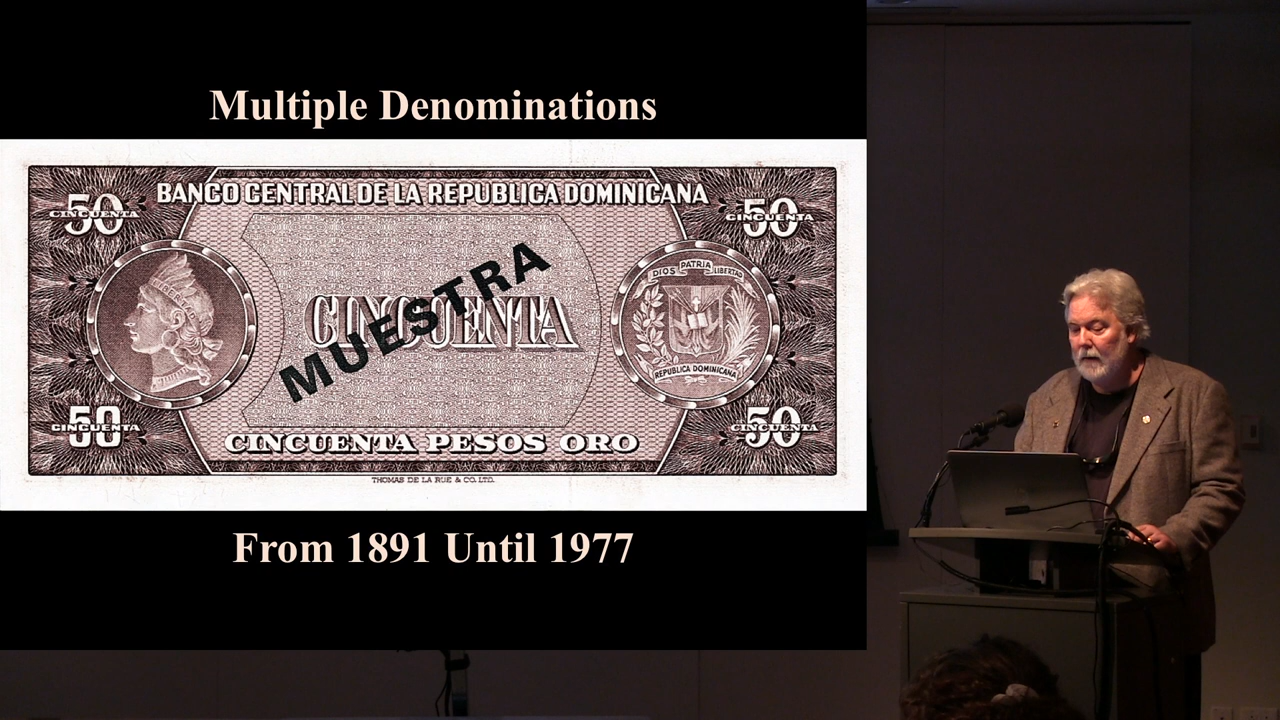 Multiple Denominations
BANCO CENTRAL DE LA REPUBLICA DOMINICANA
50
CINCUENTA
50
CINCUENTA
DIOS PATRIA LIBERTAD
CINCUENTA
MUESTRA
REPUBLICA DOMINICANA
50
CINCUENTA
50
CINCUENTA
CINCUENTA PESOS ORO
THOMAS DE LA RUE & CO. LTD.
From 1891 Until 1977